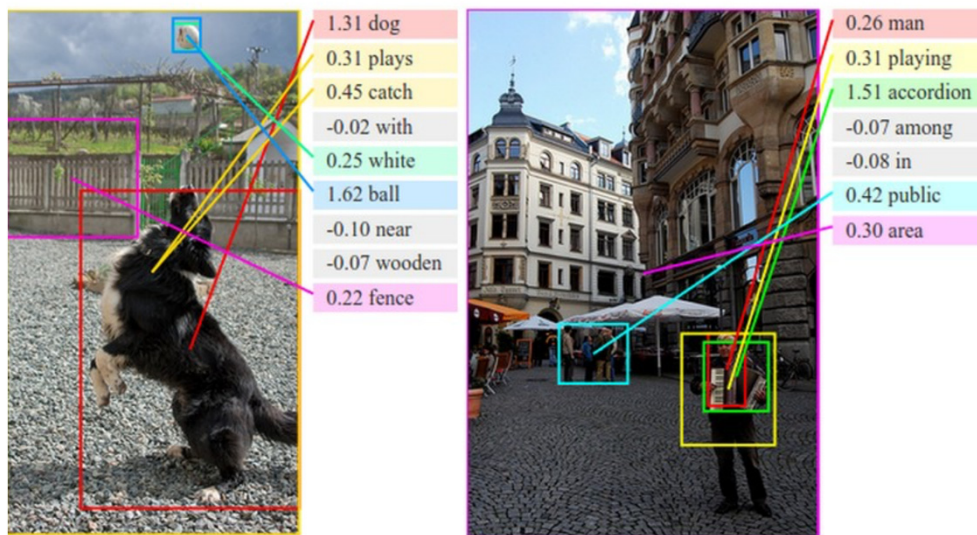 1.31 dog
0.31 plays
0.45 catch
-0.02 with
0.25 white
1.62 ball
-0.10 near
-0.07 wooden
0.22 fence
0.26 man
0.31 playing
1.51 accordion
-0.07 among
-0.08 in
0.42 public
0.30 area